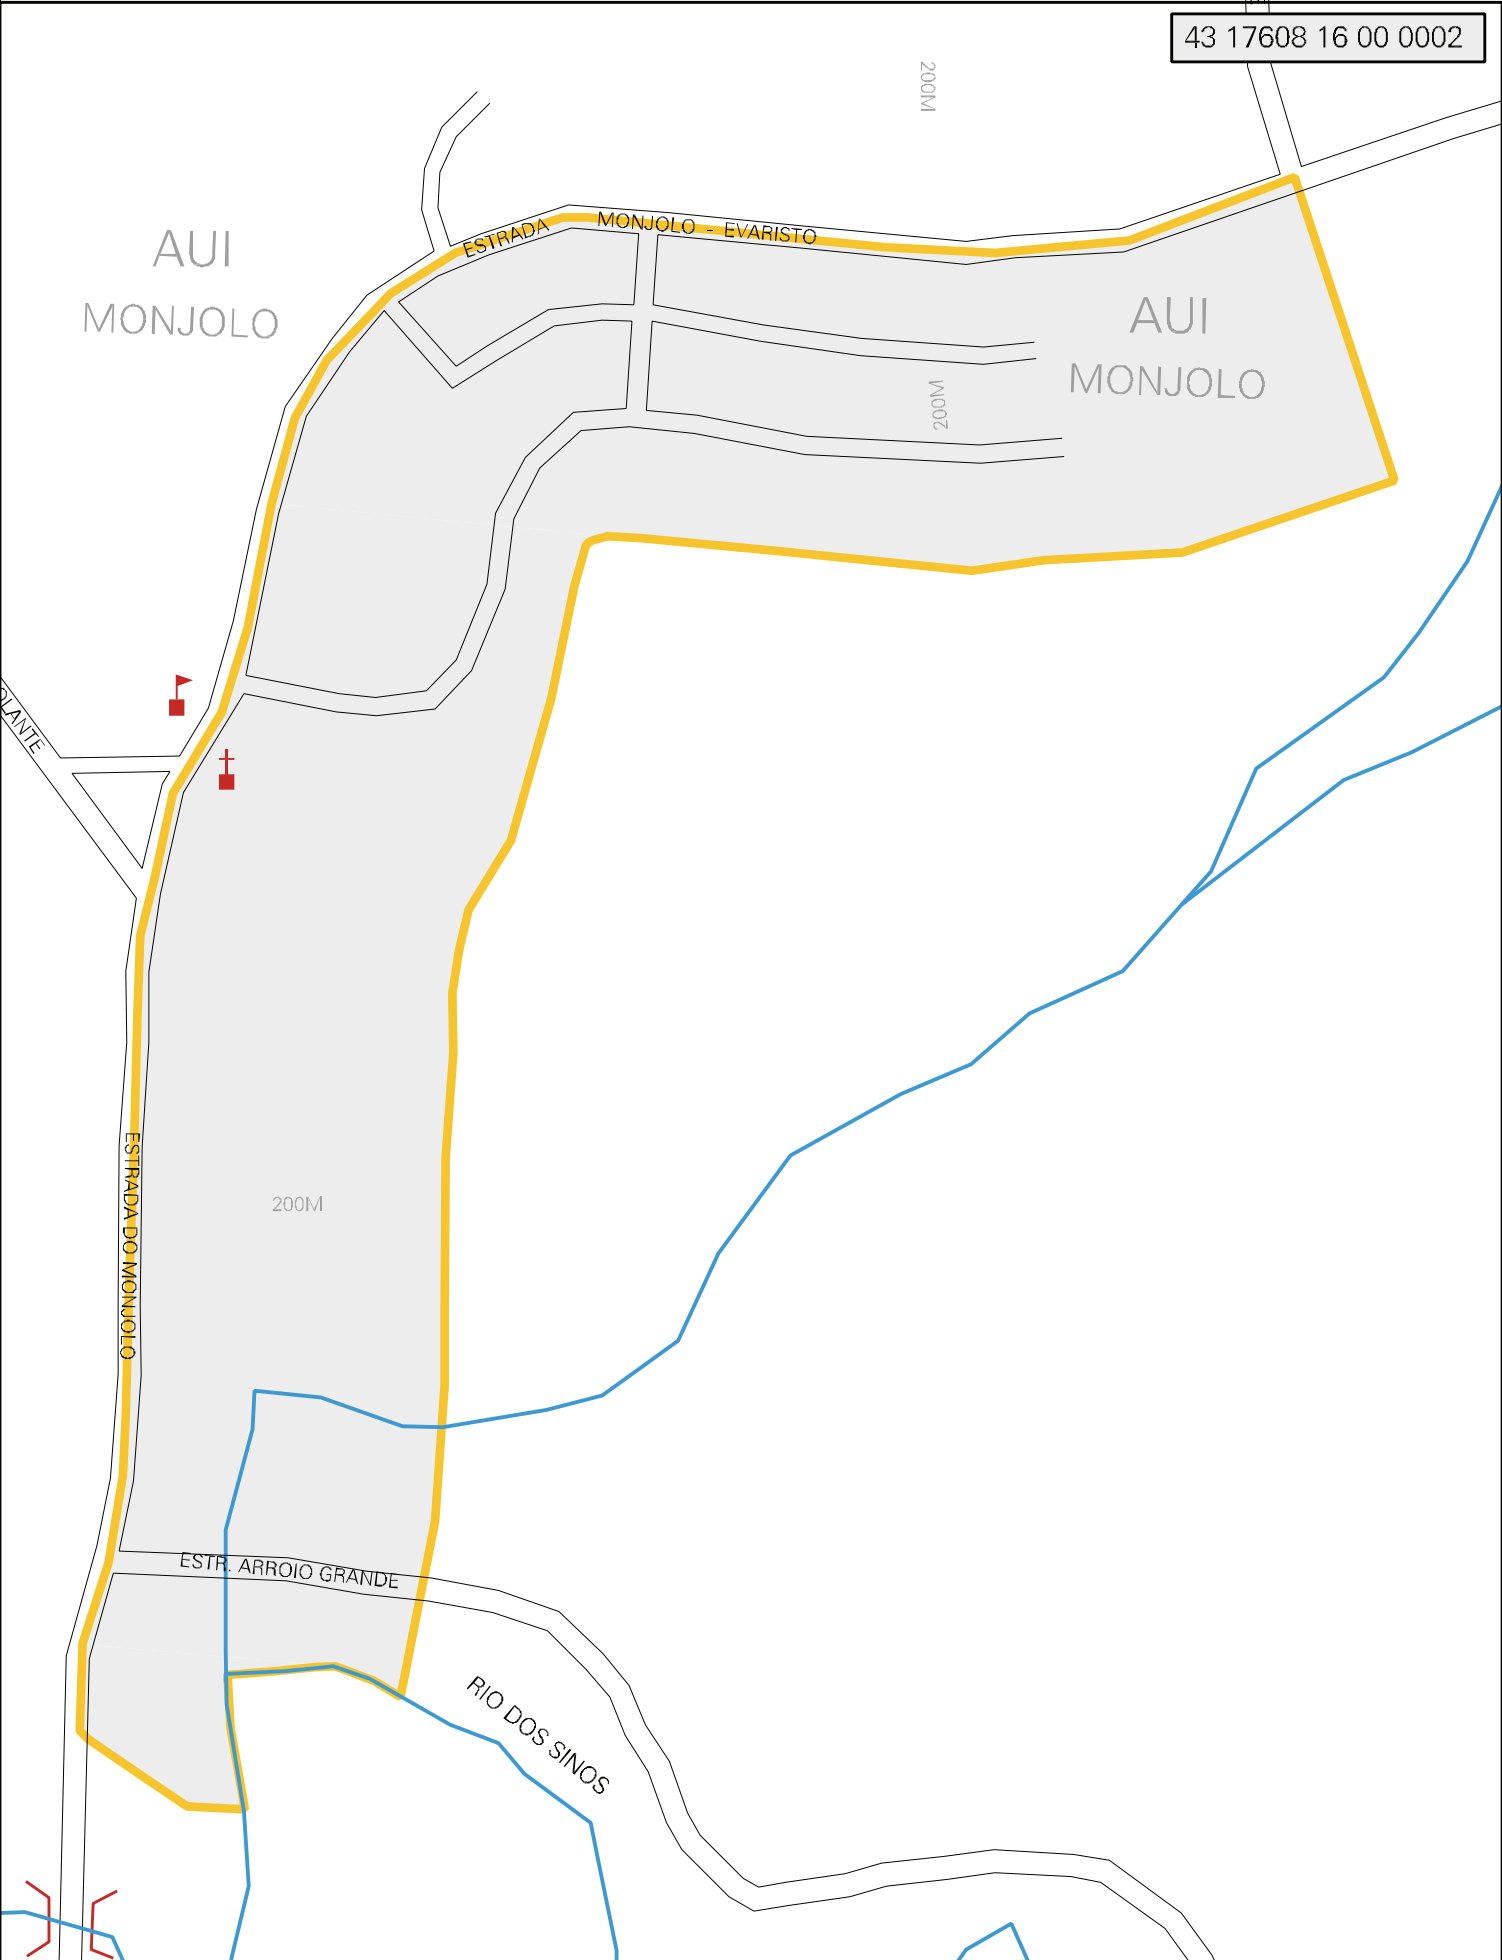 43 17608 16 00 0002
200M
AUI
MONJOLO
ESTRADA MONJOLO - EVARISTO
AUI
MONJOLO
200M
200M
ESTRADA DO MONJOLO
ESTR. ARROIO GRANDE
RIO DOS SINOS